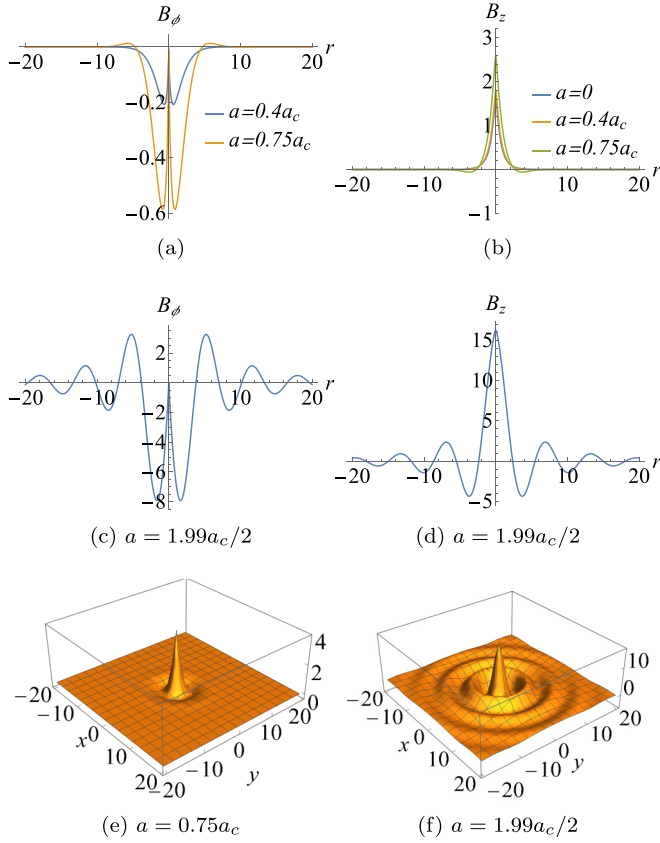 B_ϕ
r
−20 −10 10 20
−0.2
−0.4
−0.6
a=0.4a_c
a=0.75a_c
(a)
B_z
3
2
1
r
−20 −10 10 20
−1
a=0
a=0.4a_c
a=0.75a_c
(b)
B_ϕ
2
r
−20 −10 10 20
−2
−4
−6
−8
(c) a = 1.99a_c/2
B_z
15
10
5
r
−20 −10 10 20
−5
(d) a = 1.99a_c/2
4
2
0
−20
−10
x 0
10
20
−20
−10
0
y
10
20
(e) a = 0.75a_c
10
0
−20
−10
x 0
10
20
−20
−10
0
y
10
20
(f) a = 1.99a_c/2